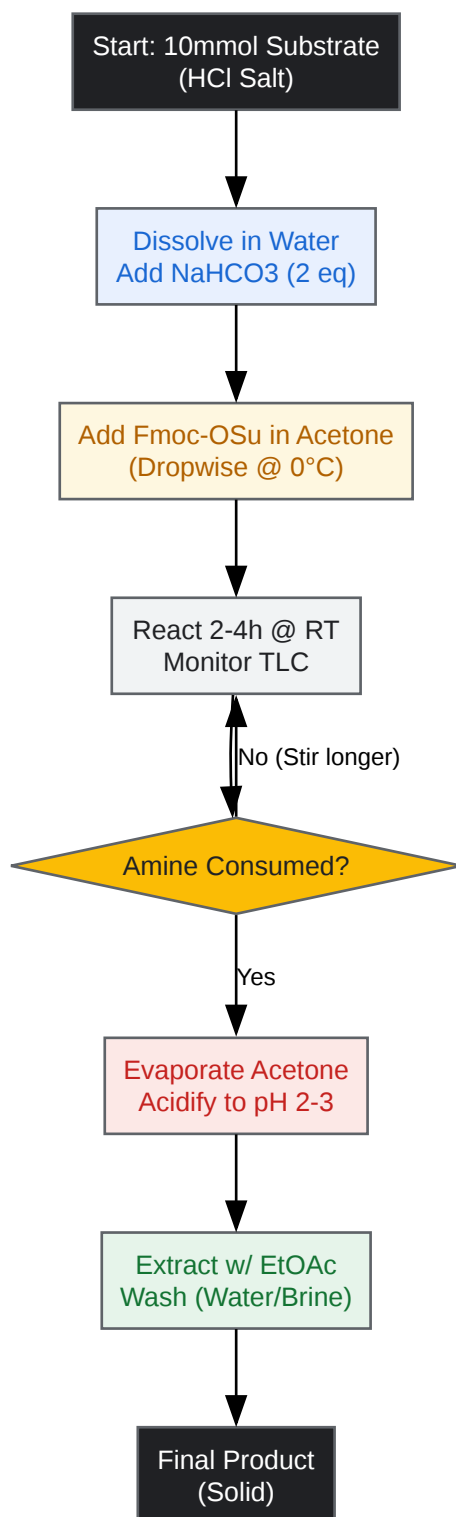 Start: 10mmol Substrate
(HCl Salt)
Dissolve in Water
Add NaHCO3 (2 eq)
Add Fmoc-OSu in Acetone
(Dropwise @ 0°C)
React 2-4h @ RT
Monitor TLC
No (Stir longer)
Amine Consumed?
Yes
Evaporate Acetone
Acidify to pH 2-3
Extract w/ EtOAc
Wash (Water/Brine)
Final Product
(Solid)